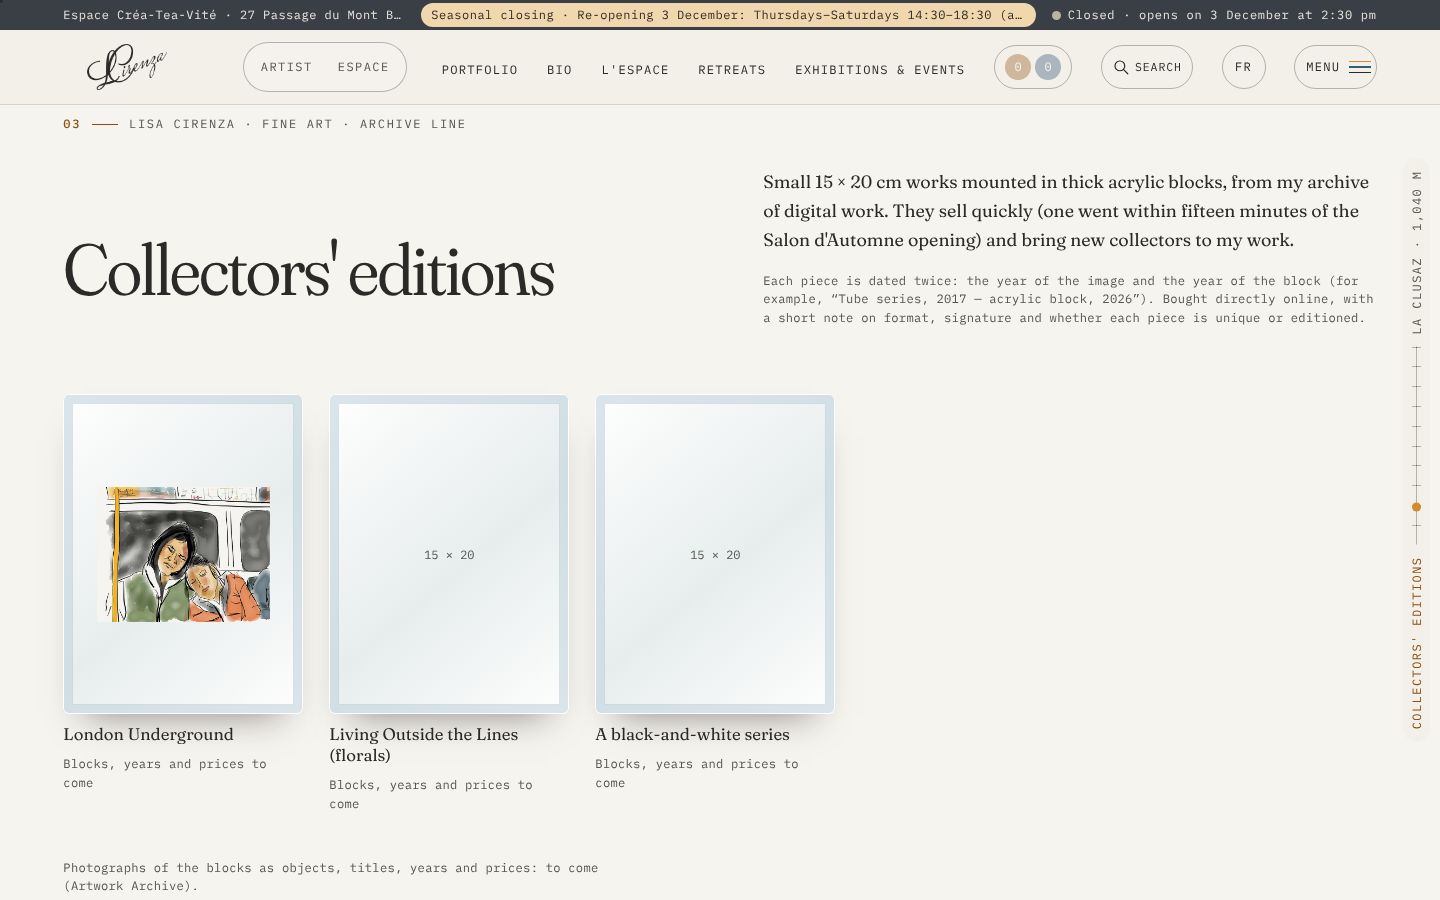 Espace Créa-Tea-Vité · 27 Passage du Mont B…
Seasonal closing · Re-opening 3 December: Thursdays–Saturdays 14:30–18:30 (a…
Closed · opens on 3 December at 2:30 pm
Cirenza
ARTIST ESPACE
PORTFOLIO BIO L'ESPACE RETREATS EXHIBITIONS & EVENTS
0 0
SEARCH
FR
MENU
03 — LISA CIRENZA · FINE ART · ARCHIVE LINE
Collectors' editions
Small 15 × 20 cm works mounted in thick acrylic blocks, from my archive
of digital work. They sell quickly (one went within fifteen minutes of the
Salon d'Automne opening) and bring new collectors to my work.
Each piece is dated twice: the year of the image and the year of the block (for
example, “Tube series, 2017 — acrylic block, 2026”). Bought directly online, with
a short note on format, signature and whether each piece is unique or editioned.
LA CLUSAZ · 1,040 M
COLLECTORS' EDITIONS
London Underground
Blocks, years and prices to
come
15 × 20
Living Outside the Lines
(florals)
Blocks, years and prices to
come
15 × 20
A black-and-white series
Blocks, years and prices to
come
Photographs of the blocks as objects, titles, years and prices: to come
(Artwork Archive).